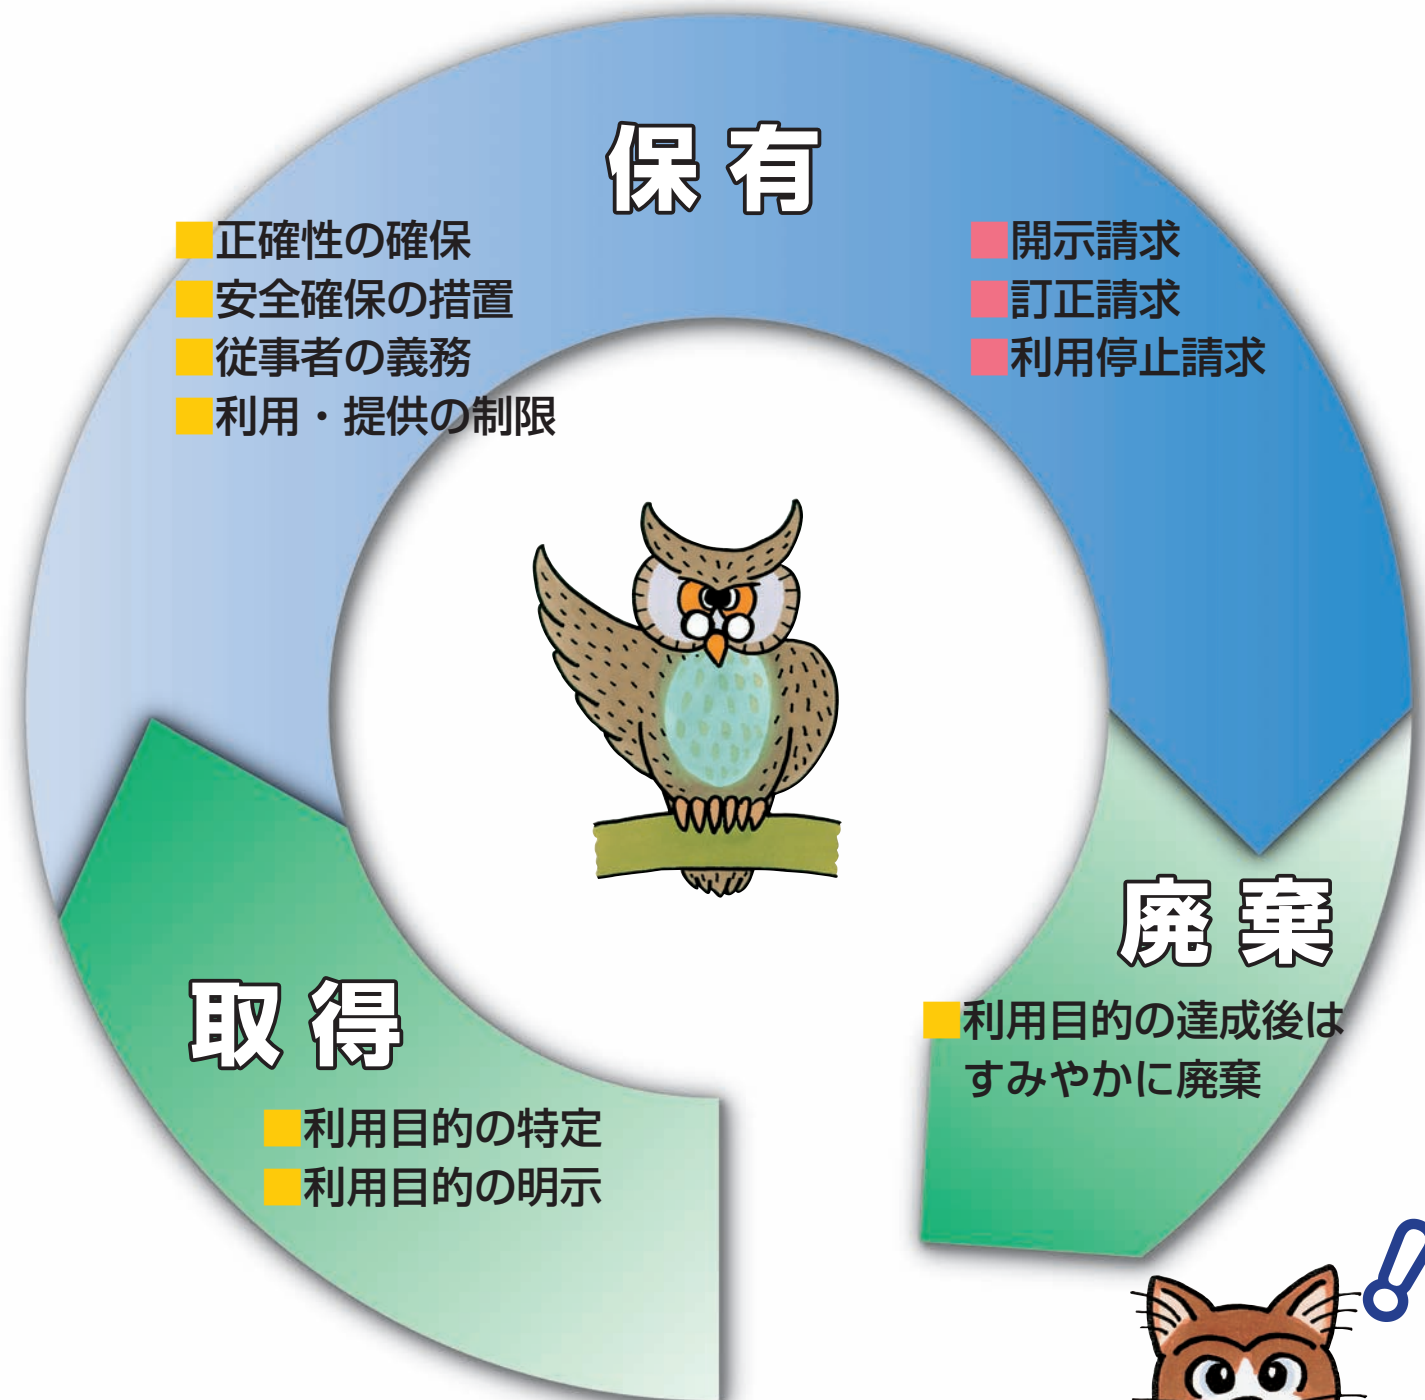 保有
■正確性の確保
■安全確保の措置
■従事者の義務
■利用・提供の制限
■開示請求
■訂正請求
■利用停止請求
廃棄
■利用目的の達成後は
すみやかに廃棄
取得
■利用目的の特定
■利用目的の明示